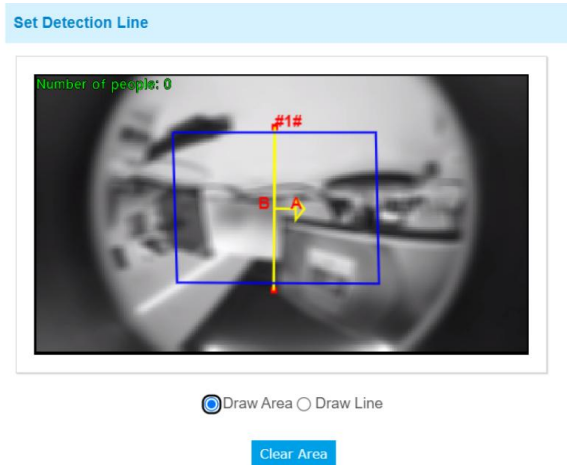 Set Detection Line
Number of people: 0
#1#
B A
Draw Area Draw Line
Clear Area